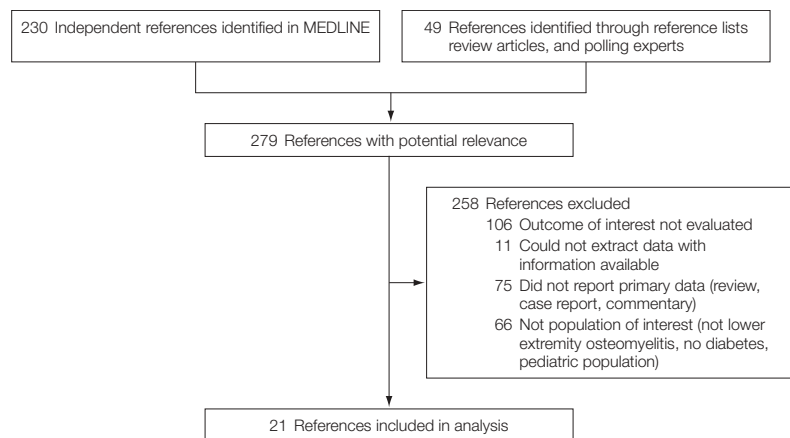 230 Independent references identified in MEDLINE
49 References identified through reference lists
review articles, and polling experts
279 References with potential relevance
258 References excluded
106 Outcome of interest not evaluated
11 Could not extract data with
information available
75 Did not report primary data (review,
case report, commentary)
66 Not population of interest (not lower
extremity osteomyelitis, no diabetes,
pediatric population)
21 References included in analysis